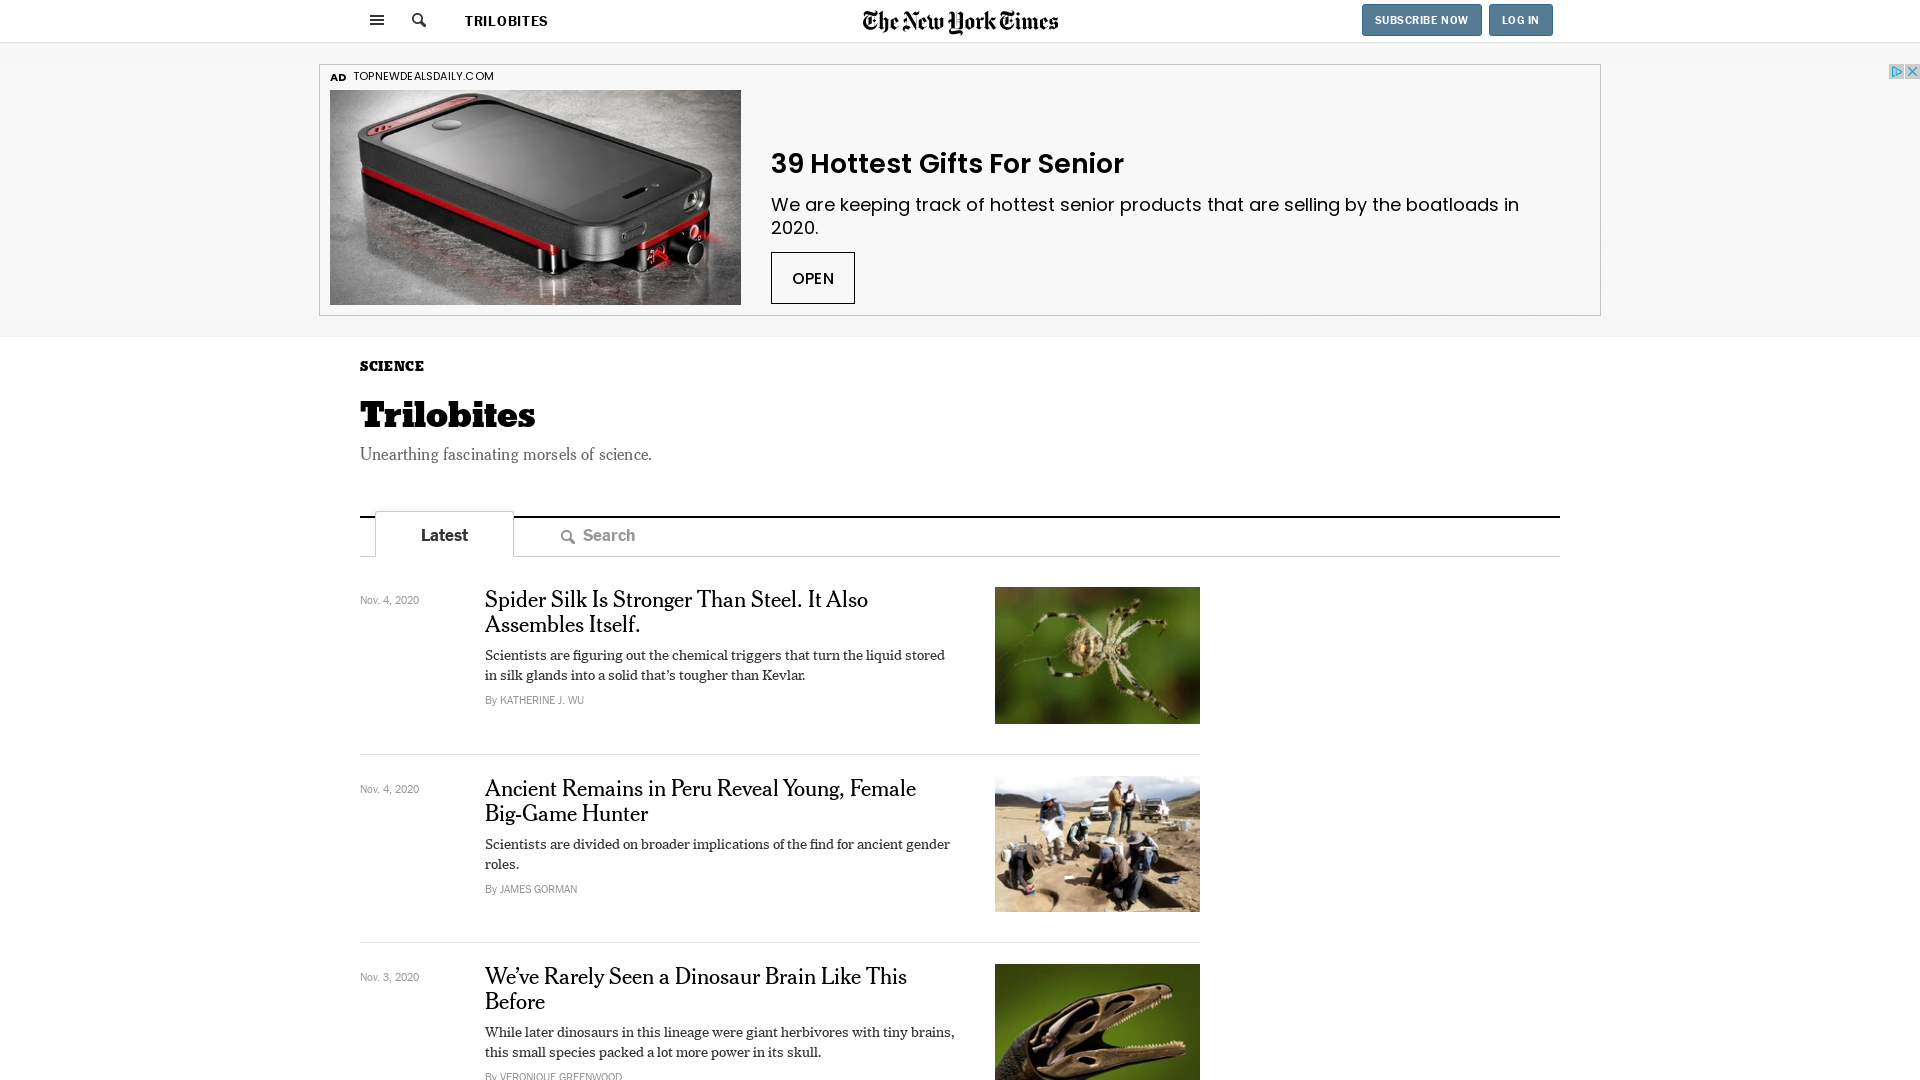 TRILOBITES
The New York Times
SUBSCRIBE NOW
LOG IN
AD TOPNEWDEALSDAILY.COM
39 Hottest Gifts For Senior
We are keeping track of hottest senior products that are selling by the boatloads in
2020.
OPEN
SCIENCE
Trilobites
Unearthing fascinating morsels of science.
Latest
Search
Nov. 4, 2020
Spider Silk Is Stronger Than Steel. It Also
Assembles Itself.
Scientists are figuring out the chemical triggers that turn the liquid stored
in silk glands into a solid that’s tougher than Kevlar.
By KATHERINE J. WU
Nov. 4, 2020
Ancient Remains in Peru Reveal Young, Female
Big-Game Hunter
Scientists are divided on broader implications of the find for ancient gender
roles.
By JAMES GORMAN
Nov. 3, 2020
We’ve Rarely Seen a Dinosaur Brain Like This
Before
While later dinosaurs in this lineage were giant herbivores with tiny brains,
this small species packed a lot more power in its skull.
By VERONIQUE GREENWOOD